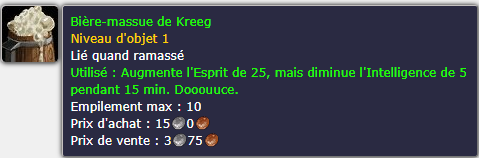 Bière-massue de Kreeg
Niveau d'objet 1
Lié quand ramassé
Utilisé : Augmente l'Esprit de 25, mais diminue l'Intelligence de 5
pendant 15 min. Dooouuce.
Empilement max : 10
Prix d'achat : 15 0
Prix de vente : 3 75